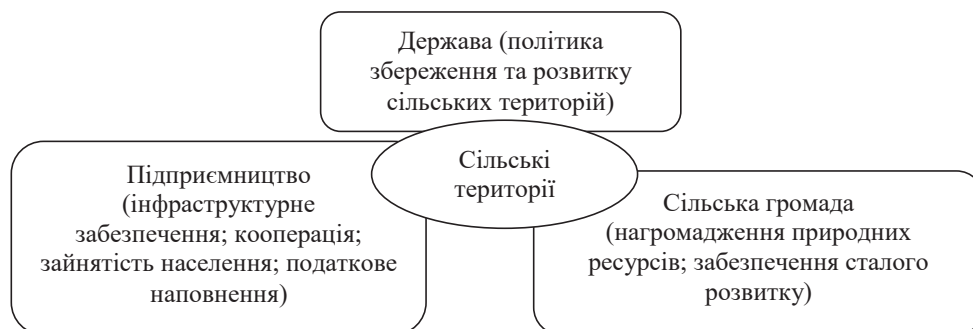 Держава (політика
збереження та розвитку
сільських територій)
Сільські
території
Підприємництво
(інфраструктурне
забезпечення; кооперація;
зайнятість населення; податкове
наповнення)
Сільська громада
(нагромадження природних
ресурсів; забезпечення сталого
розвитку)